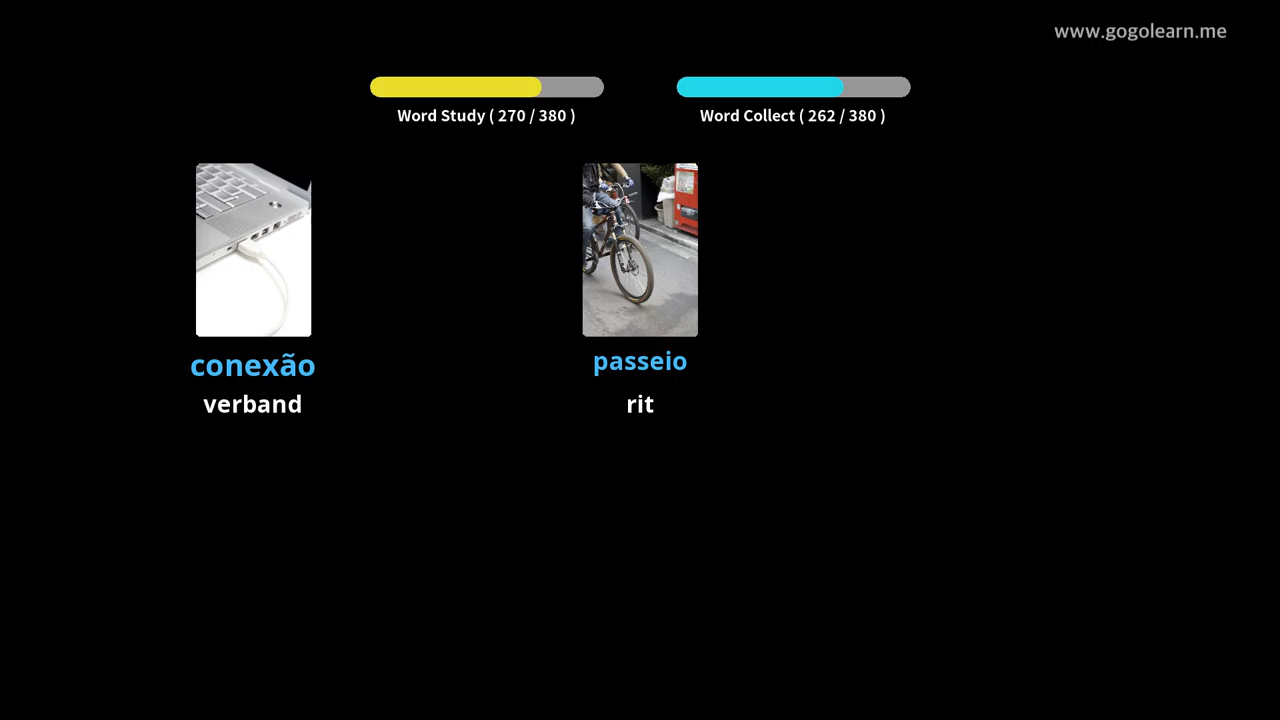 www.gogolearn.me
Word Study ( 270 / 380 )
Word Collect ( 262 / 380 )
conexão
verband
passeio
rit